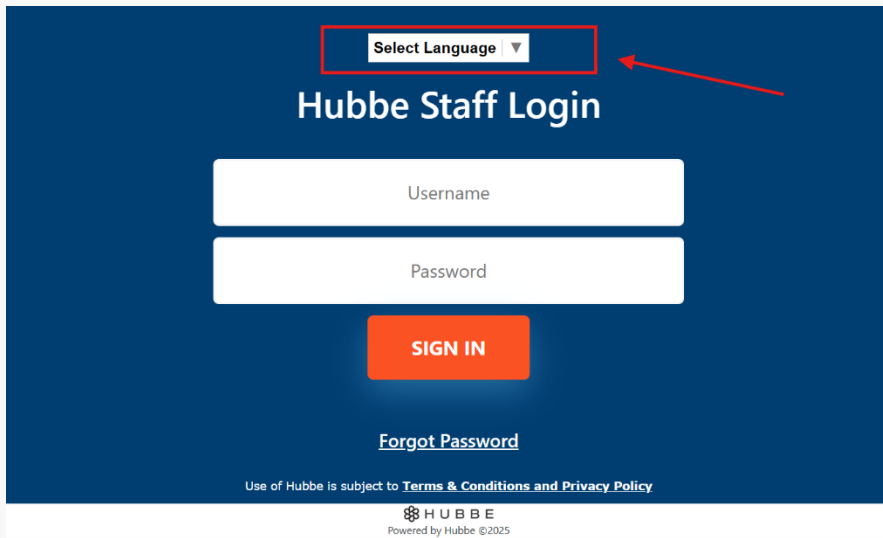 Select Language ▼
Hubbe Staff Login
Username
Password
SIGN IN
Forgot Password
Use of Hubbe is subject to Terms & Conditions and Privacy Policy
HUBBE
Powered by Hubbe ©2025